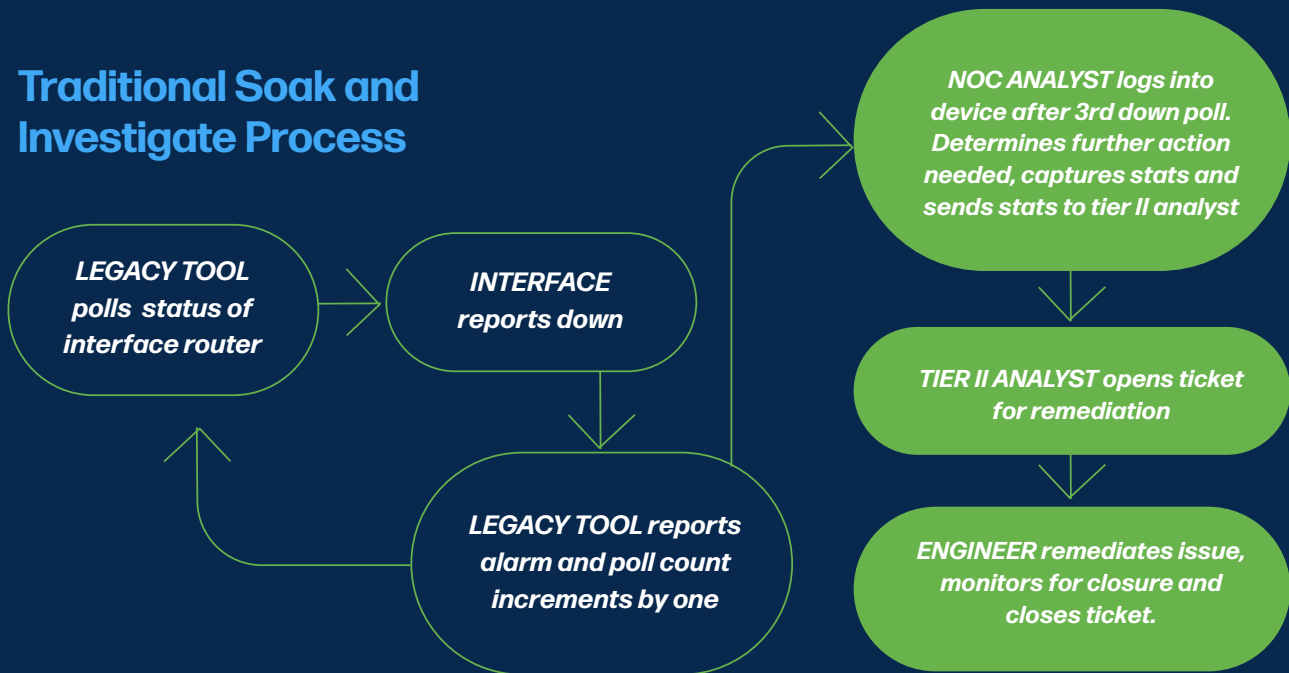 Traditional Soak and
Investigate Process
LEGACY TOOL
polls status of
interface router
INTERFACE
reports down
LEGACY TOOL reports
alarm and poll count
increments by one
NOC ANALYST logs into
device after 3rd down poll.
Determines further action
needed, captures stats and
sends stats to tier II analyst
TIER II ANALYST opens ticket
for remediation
ENGINEER remediates issue,
monitors for closure and
closes ticket.